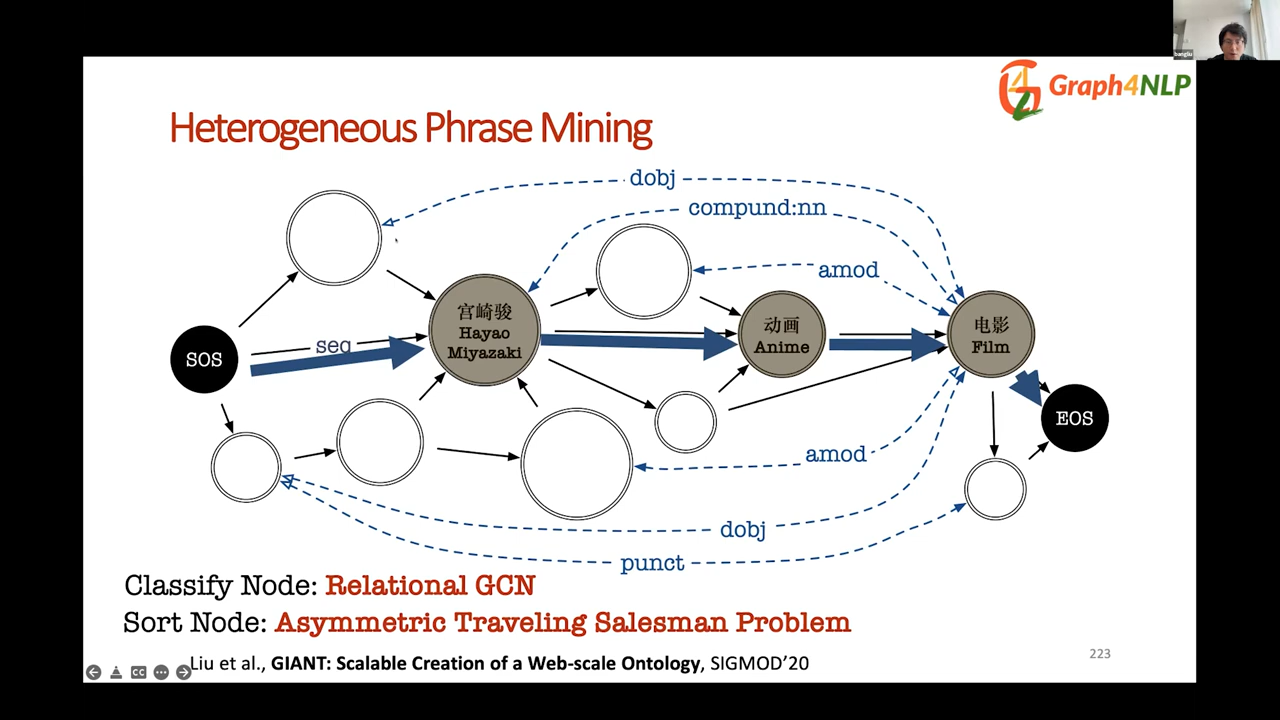 bangliu
Graph4NLP
Heterogeneous Phrase Mining
dobj
compund:nn
amod
宫崎骏
Hayao
Miyazaki
动画
Anime
电影
Film
seq
SOS
EOS
amod
dobj
punct
Classify Node: Relational GCN
Sort Node: Asymmetric Traveling Salesman Problem
Liu et al., GIANT: Scalable Creation of a Web-scale Ontology, SIGMOD'20
223
CC